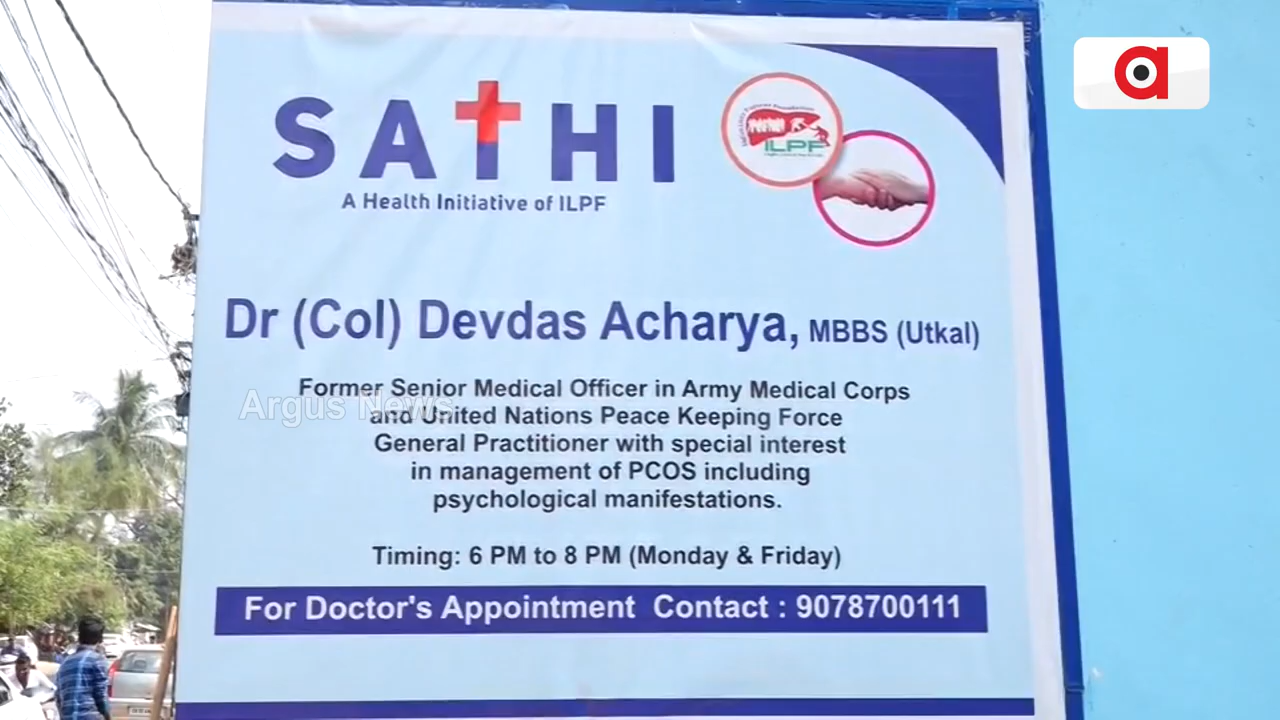 SATHI
A Health Initiative of ILPF
ILPF
Dr (Col) Devdas Acharya, MBBS (Utkal)
Former Senior Medical Officer in Army Medical Corps
and United Nations Peace Keeping Force
General Practitioner with special interest
in management of PCOS including
psychological manifestations.
Timing: 6 PM to 8 PM (Monday & Friday)
For Doctor's Appointment Contact : 9078700111
Argus News
a